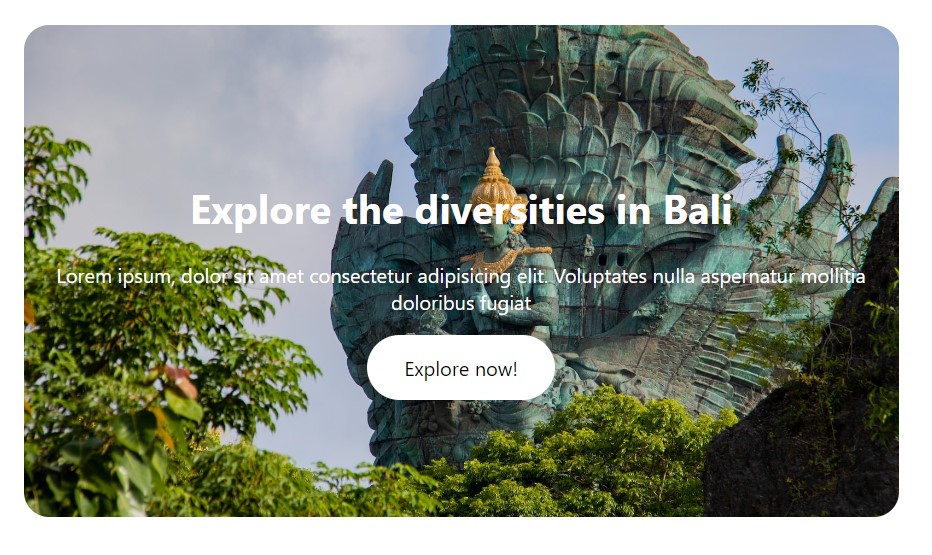 Explore the diversities in Bali
Lorem ipsum, dolor sit amet consectetur adipisicing elit. Voluptates nulla aspernatur mollitia
doloribus fugiat
Explore now!